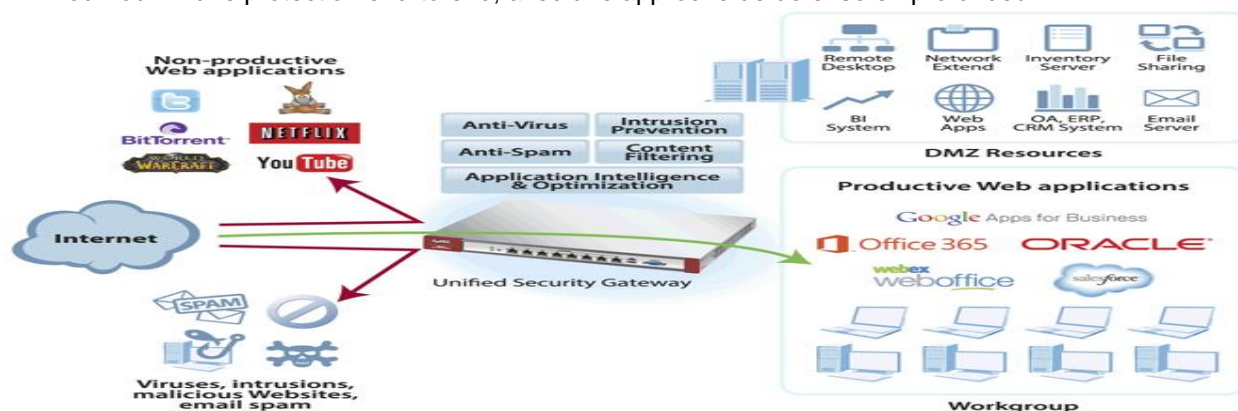 Non-productive
Web applications
BitTorrent
NETFLIX
WORLD
WARCRAFT
YouTube
Internet
SPAM
Viruses, intrusions,
malicious Websites,
email spam
Anti-Virus
Intrusion
Prevention
Anti-Spam
Content
Filtering
Application Intelligence
& Optimization
Unified Security Gateway
Remote
Desktop
Network
Extend
Inventory
Server
File
Sharing
BI
System
Web
Apps
OA, ERP,
CRM System
Email
Server
DMZ Resources
Productive Web applications
Google Apps for Business
Office 365
ORACLE
webex
weboffice
salesforce
Workgroup